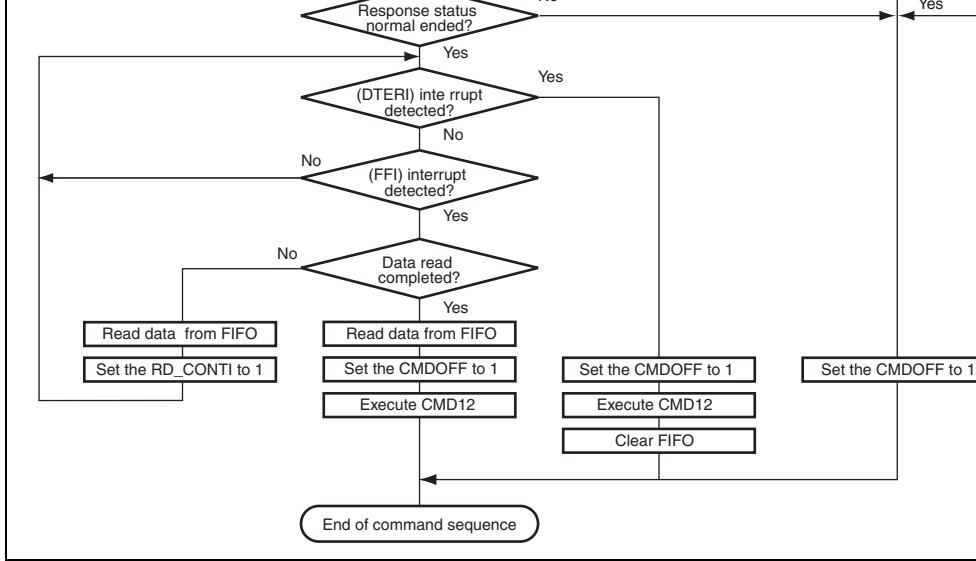 No
Yes
Response status
normal ended?
Yes
Yes
(DTERI) inte rrupt
detected?
No
No
(FFI) interrupt
detected?
Yes
No
Data read
completed?
Yes
Read data  from FIFO
Read data from FIFO
Set the RD_CONTI to 1
Set the CMDOFF to 1
Set the CMDOFF to 1
Set the CMDOFF to 1
Execute CMD12
Execute CMD12
Clear FIFO
End of command sequence